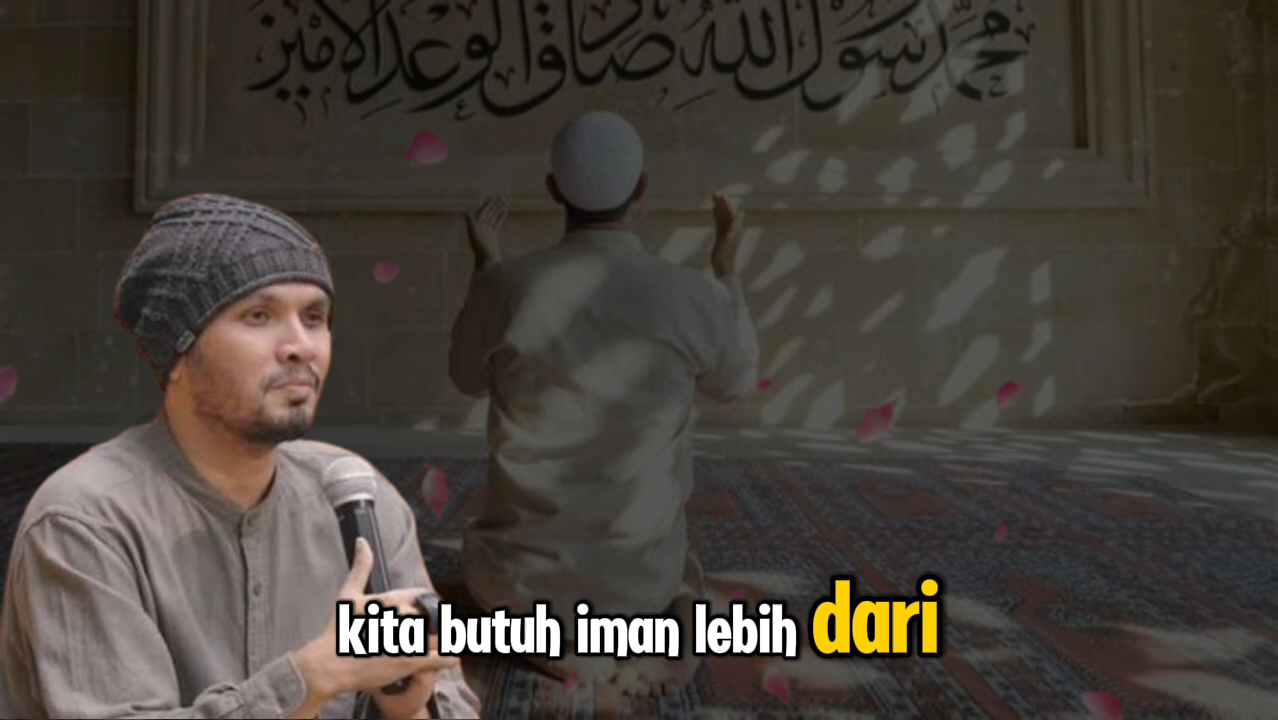 محمد رسول الله صادق الوعد الأمين
kita butuh iman lebih dari